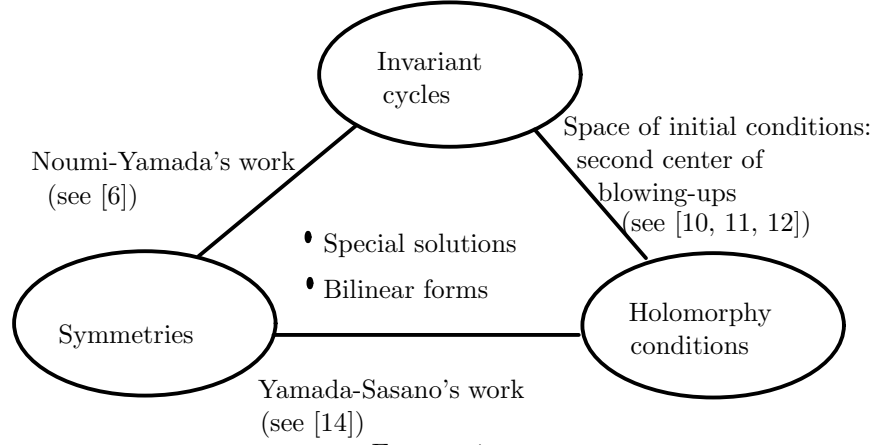 Invariant
cycles
Space of initial conditions:
second center of
blowing-ups
(see [10, 11, 12])
Noumi-Yamada's work
(see [6])
• Special solutions
• Bilinear forms
Symmetries
Holomorphy
conditions
Yamada-Sasano's work
(see [14])